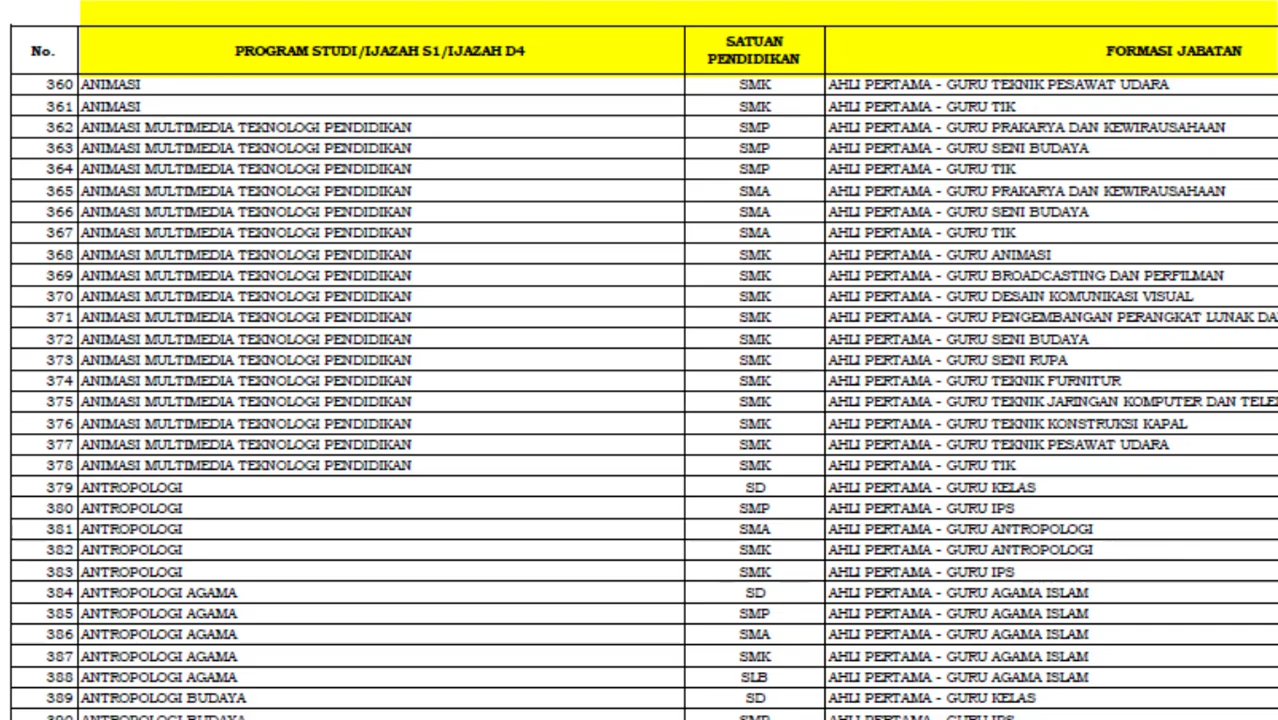 No. PROGRAM STUDI/IJAZAH S1/IJAZAH D4 SATUAN PENDIDIKAN FORMASI JABATAN
360 ANIMASI SMK AHLI PERTAMA - GURU TEKNIK PESAWAT UDARA
361 ANIMASI SMK AHLI PERTAMA - GURU TIK
362 ANIMASI MULTIMEDIA TEKNOLOGI PENDIDIKAN SMP AHLI PERTAMA - GURU PRAKARYA DAN KEWIRAUSAHAAN
363 ANIMASI MULTIMEDIA TEKNOLOGI PENDIDIKAN SMP AHLI PERTAMA - GURU SENI BUDAYA
364 ANIMASI MULTIMEDIA TEKNOLOGI PENDIDIKAN SMP AHLI PERTAMA - GURU TIK
365 ANIMASI MULTIMEDIA TEKNOLOGI PENDIDIKAN SMA AHLI PERTAMA - GURU PRAKARYA DAN KEWIRAUSAHAAN
366 ANIMASI MULTIMEDIA TEKNOLOGI PENDIDIKAN SMA AHLI PERTAMA - GURU SENI BUDAYA
367 ANIMASI MULTIMEDIA TEKNOLOGI PENDIDIKAN SMA AHLI PERTAMA - GURU TIK
368 ANIMASI MULTIMEDIA TEKNOLOGI PENDIDIKAN SMK AHLI PERTAMA - GURU ANIMASI
369 ANIMASI MULTIMEDIA TEKNOLOGI PENDIDIKAN SMK AHLI PERTAMA - GURU BROADCASTING DAN PERFILMAN
370 ANIMASI MULTIMEDIA TEKNOLOGI PENDIDIKAN SMK AHLI PERTAMA - GURU DESAIN KOMUNIKASI VISUAL
371 ANIMASI MULTIMEDIA TEKNOLOGI PENDIDIKAN SMK AHLI PERTAMA - GURU PENGEMBANGAN PERANGKAT LUNAK
372 ANIMASI MULTIMEDIA TEKNOLOGI PENDIDIKAN SMK AHLI PERTAMA - GURU SENI BUDAYA
373 ANIMASI MULTIMEDIA TEKNOLOGI PENDIDIKAN SMK AHLI PERTAMA - GURU SENI RUPA
374 ANIMASI MULTIMEDIA TEKNOLOGI PENDIDIKAN SMK AHLI PERTAMA - GURU TEKNIK FURNITUR
375 ANIMASI MULTIMEDIA TEKNOLOGI PENDIDIKAN SMK AHLI PERTAMA - GURU TEKNIK JARINGAN KOMPUTER DAN
376 ANIMASI MULTIMEDIA TEKNOLOGI PENDIDIKAN SMK AHLI PERTAMA - GURU TEKNIK KONSTRUKSI KAPAL
377 ANIMASI MULTIMEDIA TEKNOLOGI PENDIDIKAN SMK AHLI PERTAMA - GURU TEKNIK PESAWAT UDARA
378 ANIMASI MULTIMEDIA TEKNOLOGI PENDIDIKAN SMK AHLI PERTAMA - GURU TIK
379 ANTROPOLOGI SD AHLI PERTAMA - GURU KELAS
380 ANTROPOLOGI SMP AHLI PERTAMA - GURU IPS
381 ANTROPOLOGI SMA AHLI PERTAMA - GURU ANTROPOLOGI
382 ANTROPOLOGI SMK AHLI PERTAMA - GURU ANTROPOLOGI
383 ANTROPOLOGI SMK AHLI PERTAMA - GURU IPS
384 ANTROPOLOGI AGAMA SD AHLI PERTAMA - GURU AGAMA ISLAM
385 ANTROPOLOGI AGAMA SMP AHLI PERTAMA - GURU AGAMA ISLAM
386 ANTROPOLOGI AGAMA SMA AHLI PERTAMA - GURU AGAMA ISLAM
387 ANTROPOLOGI AGAMA SMK AHLI PERTAMA - GURU AGAMA ISLAM
388 ANTROPOLOGI AGAMA SLB AHLI PERTAMA - GURU AGAMA ISLAM
389 ANTROPOLOGI BUDAYA SD AHLI PERTAMA - GURU KELAS
390 ANTROPOLOGI BUDAYA SMP AHLI PERTAMA - GURU IPS